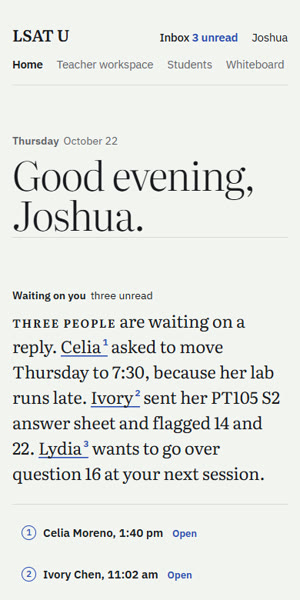 LSAT U
Inbox 3 unread Joshua
Home Teacher workspace Students Whiteboard
Thursday October 22
Good evening,
Joshua.
Waiting on you three unread
THREE PEOPLE are waiting on a
reply. Celia1 asked to move
Thursday to 7:30, because her lab
runs late. Ivory2 sent her PT105 S2
answer sheet and flagged 14 and
22. Lydia3 wants to go over
question 16 at your next session.
1 Celia Moreno, 1:40 pm Open
2 Ivory Chen, 11:02 am Open